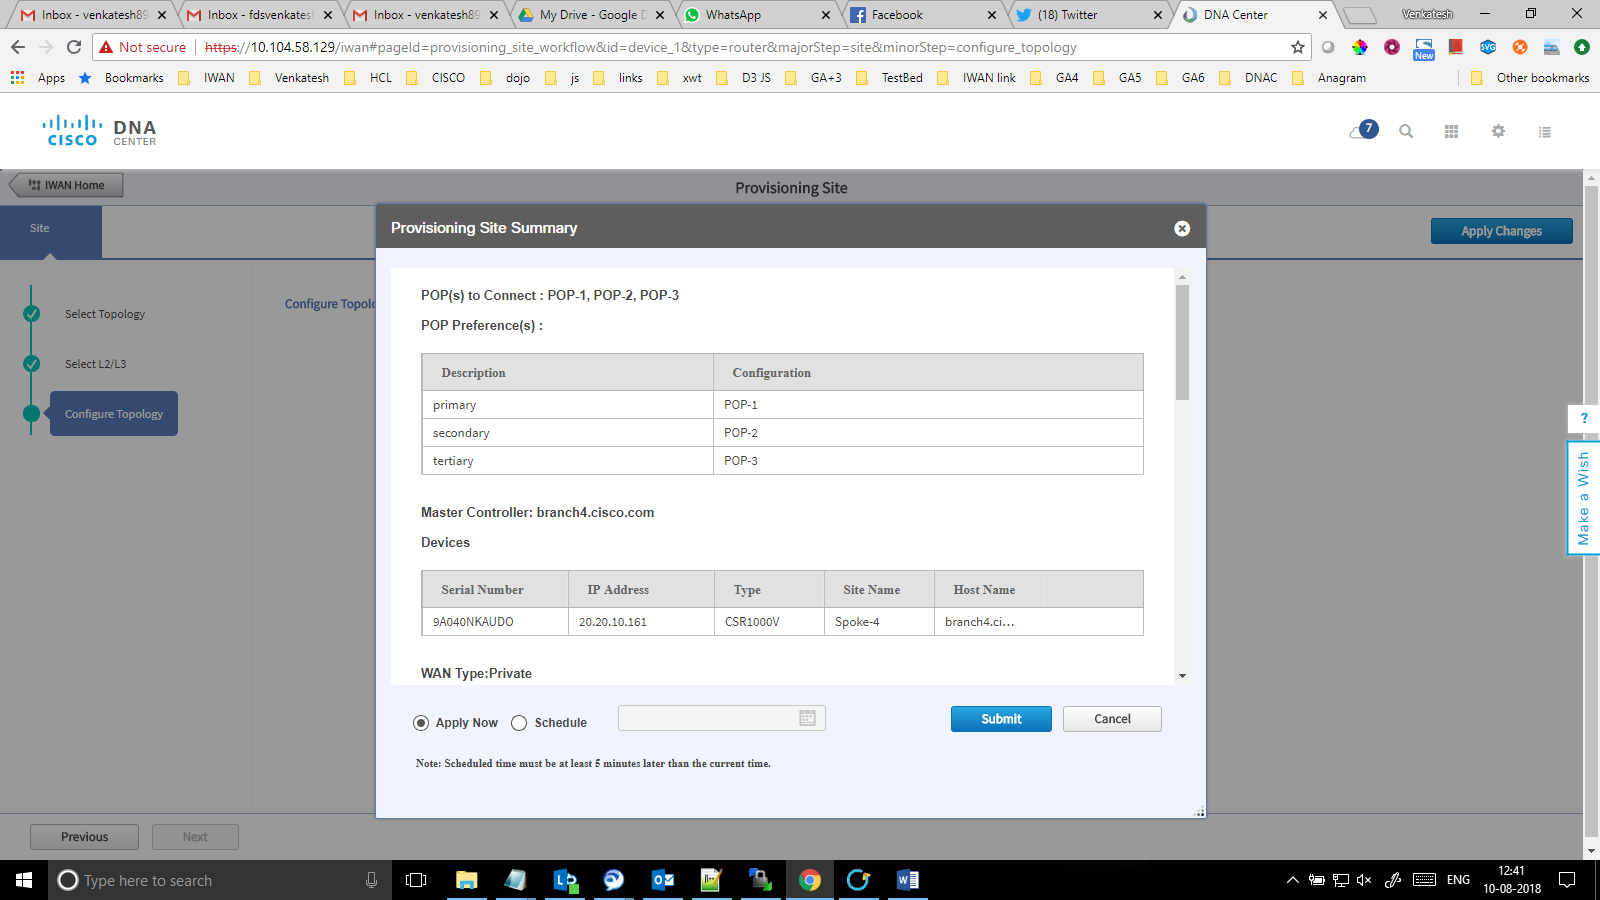 Inbox - venkatesh89 Inbox - fdsvenkatesh Inbox - venkatesh89 My Drive - Google D WhatsApp Facebook (18) Twitter DNA Center Venkatesh
Not secure https://10.104.58.129/iwan#pageId=provisioning_site_workflow&id=device_1&type=router&majorStep=site&minorStep=configure_topology
New
Apps Bookmarks IWAN Venkatesh HCL CISCO dojo js links xwt D3 JS GA+3 TestBed IWAN link GA4 GA5 GA6 DNAC Anagram Other bookmarks
CISCO DNA CENTER 7
IWAN Home Provisioning Site
Site Apply Changes
Select Topology
Select L2/L3
Configure Topology
Configure Topolo
Provisioning Site Summary
POP(s) to Connect : POP-1, POP-2, POP-3
POP Preference(s) :
Description Configuration
primary POP-1
secondary POP-2
tertiary POP-3
Master Controller: branch4.cisco.com
Devices
Serial Number IP Address Type Site Name Host Name
9A040NKAUDO 20.20.10.161 CSR1000V Spoke-4 branch4.ci...
WAN Type:Private
Apply Now Schedule Submit Cancel
Note: Scheduled time must be at least 5 minutes later than the current time.
?
Make a Wish
Previous Next
Type here to search ENG 12:41
10-08-2018